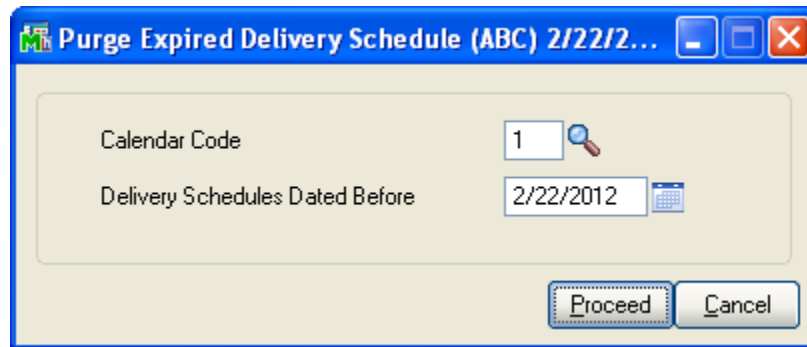 Purge Expired Delivery Schedule (ABC) 2/22/2...
Calendar Code 1
Delivery Schedules Dated Before 2/22/2012
Proceed Cancel